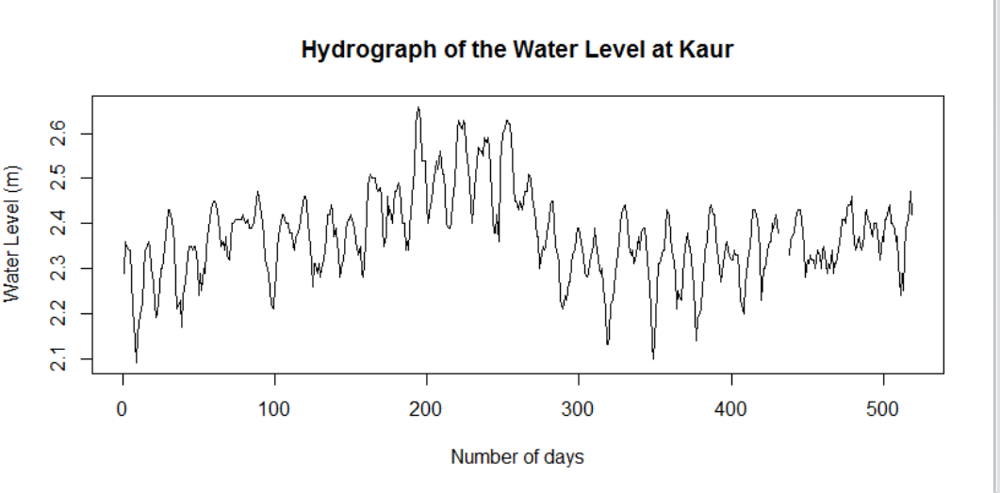 Hydrograph of the Water Level at Kaur
Water Level (m)
2.6
2.5
2.4
2.3
2.2
2.1
0 100 200 300 400 500
Number of days